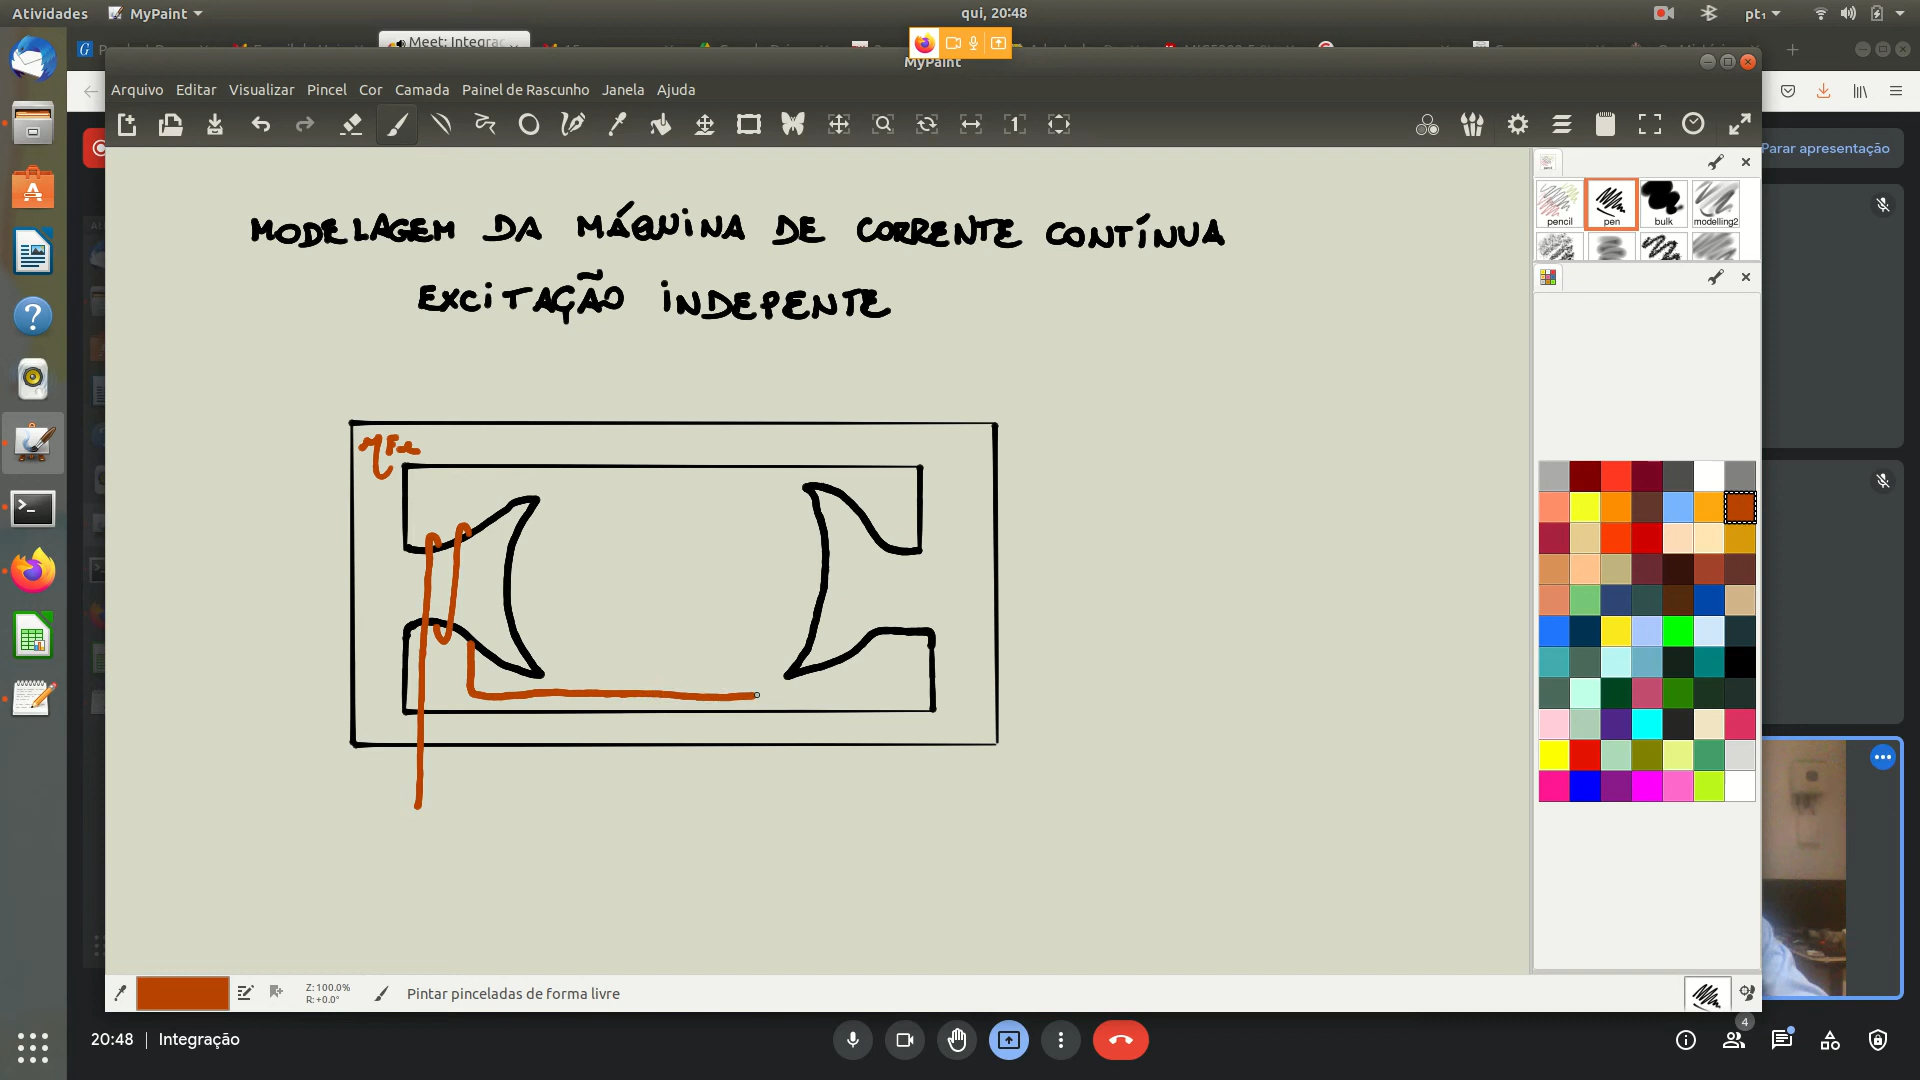 Atividades MyPaint qui, 20:48 pt₁
Meet: Integraç
MyPaint
Arquivo Editar Visualizar Pincel Cor Camada Painel de Rascunho Janela Ajuda
Parar apresentação
pencil pen bulk modelling2
MODELAGEM DA MÁQUINA DE CORRENTE CONTÍNUA
EXCITAÇÃO INDEPENTE
Z: 100.0%
R: +0.0°
Pintar pinceladas de forma livre
20:48 Integração
4